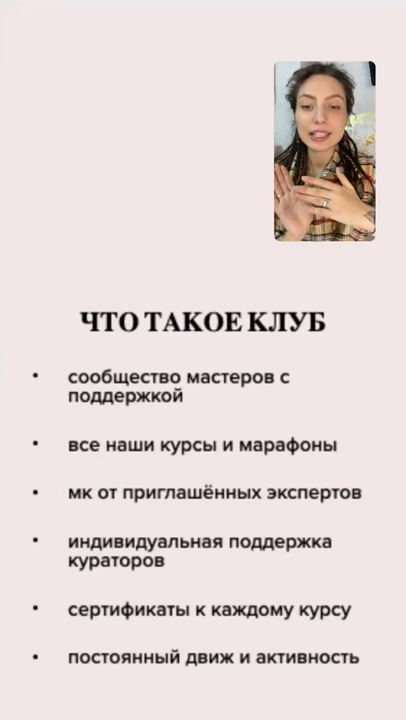 ЧТО ТАКОЕ КЛУБ
• сообщество мастеров с
поддержкой
• все наши курсы и марафоны
• мк от приглашённых экспертов
• индивидуальная поддержка
кураторов
• сертификаты к каждому курсу
• постоянный движ и активность